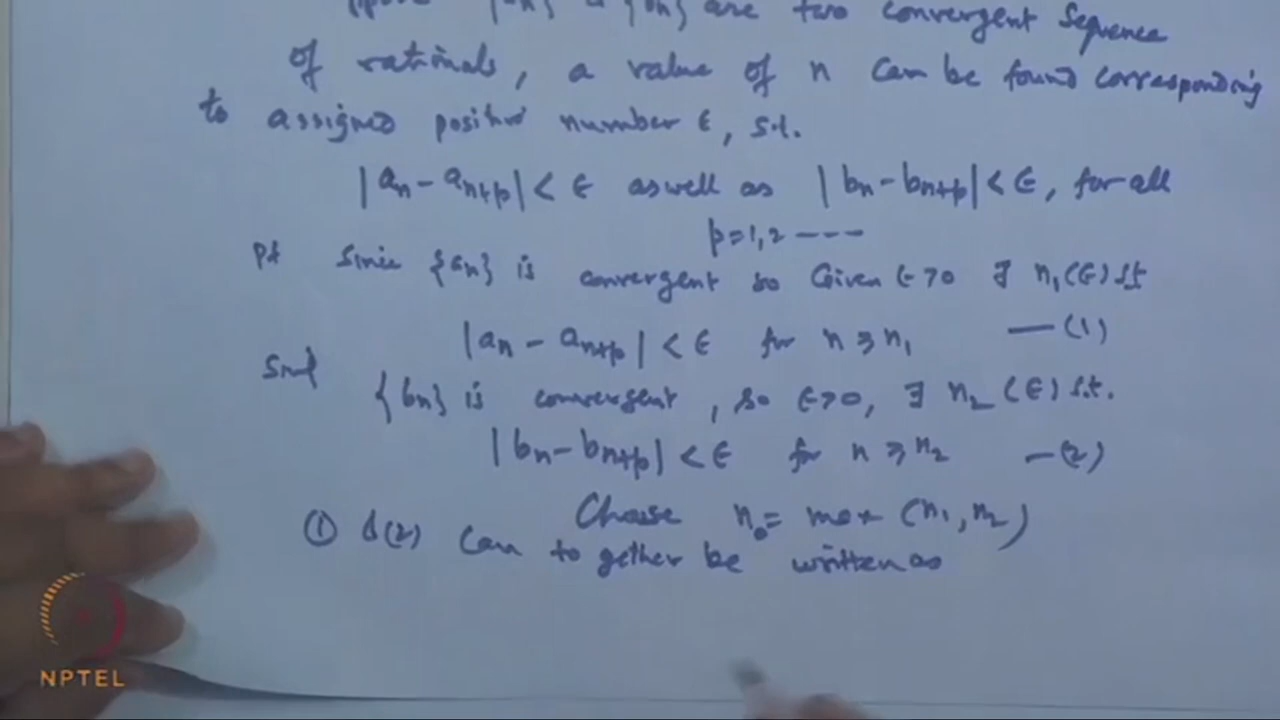 {bn} are two convergent Sequence
of rationals, a value of n can be found corresponding
to assigned positive number ε, s.t.
|an - an+p| < ε as well as |bn - bn+p| < ε, for all
p = 1, 2 ----
Pf Since {an} is convergent so Given ε > 0 ∃ n1(ε) st
|an - an+p| < ε for n ≥ n1 —(1)
{bn} is convergent, so ε > 0, ∃ n2 (ε) s.t.
|bn - bn+p| < ε for n ≥ n2 —(2)
Choose n0 = max (n1, n2)
① & (2) can together be written as
NPTEL